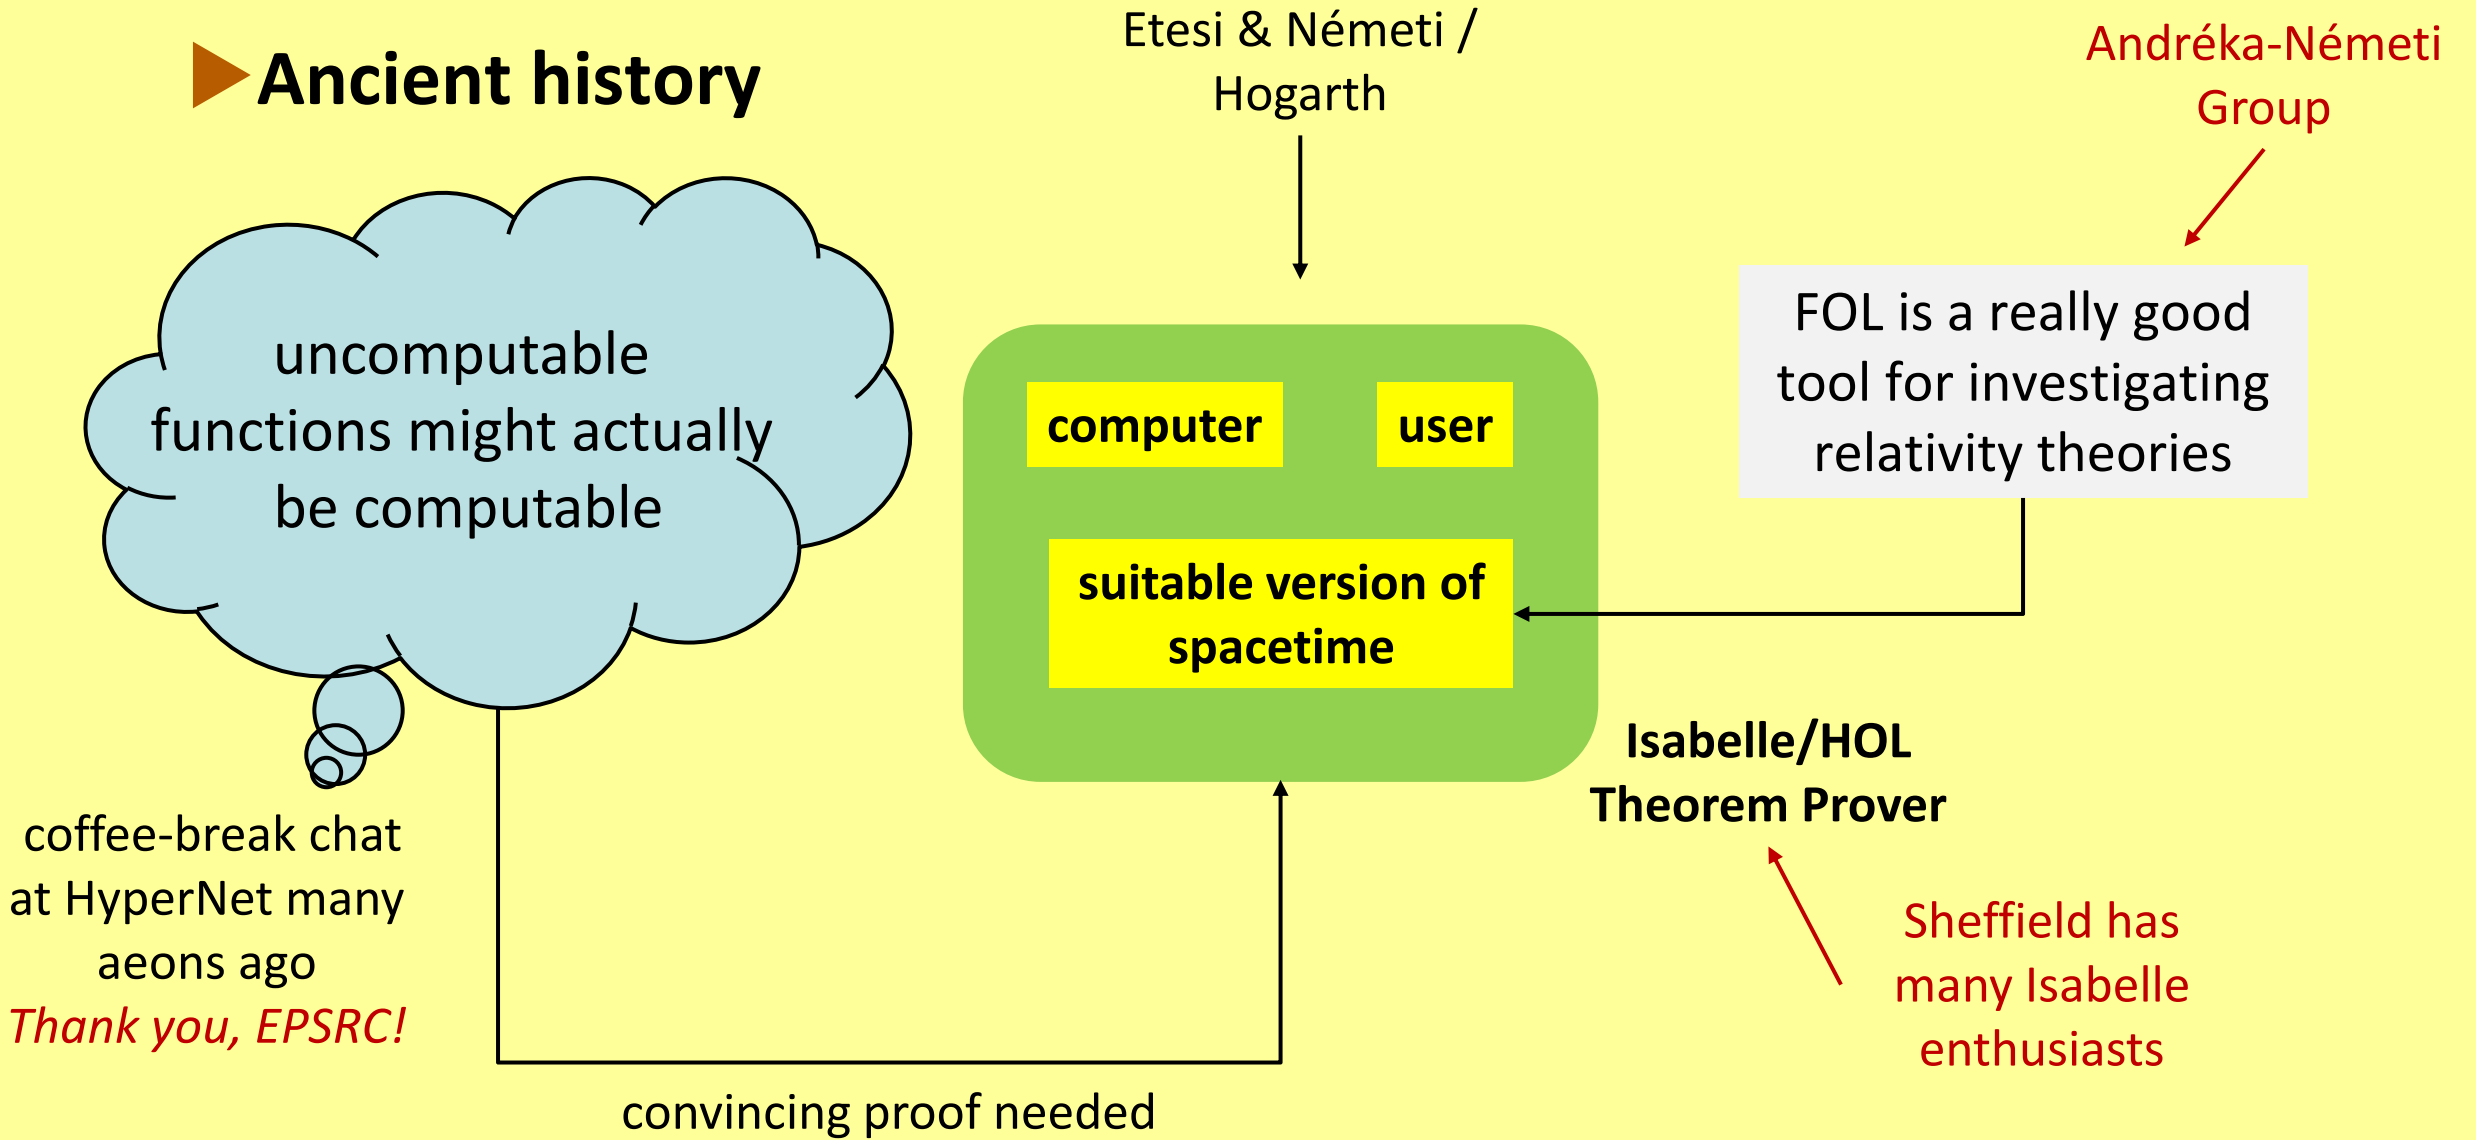 Ancient history
Etesi & Németi /
Hogarth
Andréka-Németi
Group
uncomputable
functions might actually
be computable
computer
user
suitable version of
spacetime
FOL is a really good
tool for investigating
relativity theories
Isabelle/HOL
Theorem Prover
coffee-break chat
at HyperNet many
aeons ago
Thank you, EPSRC!
Sheffield has
many Isabelle
enthusiasts
convincing proof needed